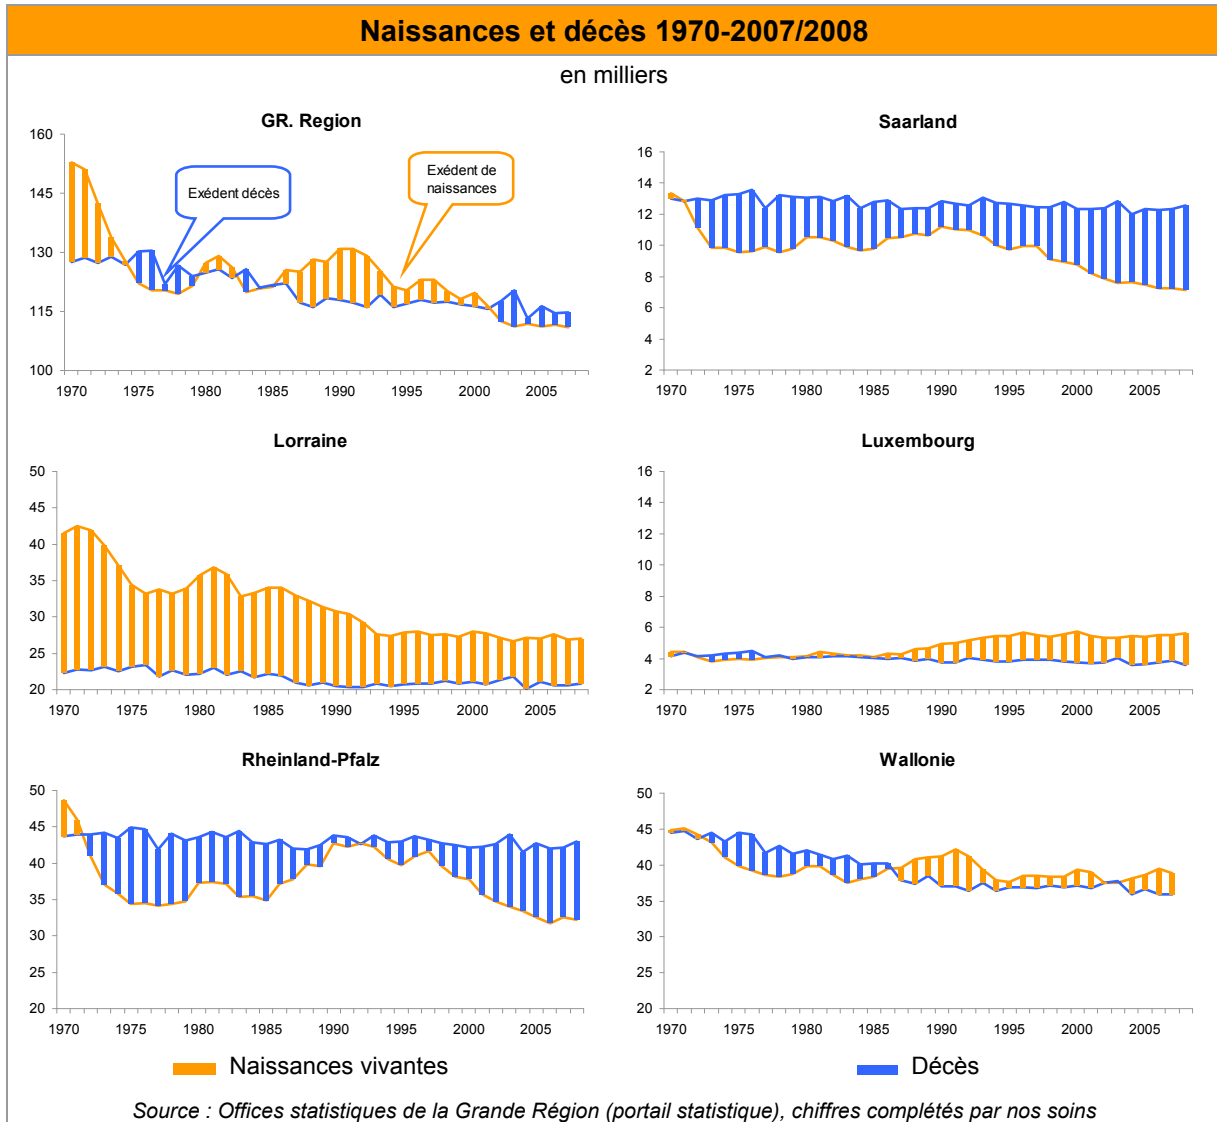 Naissances et décès 1970-2007/2008
en milliers
GR. Region
160
145
130
115
100
1970 1975 1980 1985 1990 1995 2000 2005
Exédent décès
Exédent de
naissances
Saarland
16
14
12
10
8
6
4
2
1970 1975 1980 1985 1990 1995 2000 2005
Lorraine
50
45
40
35
30
25
20
1970 1975 1980 1985 1990 1995 2000 2005
Luxembourg
16
14
12
10
8
6
4
2
1970 1975 1980 1985 1990 1995 2000 2005
Rheinland-Pfalz
50
45
40
35
30
25
20
1970 1975 1980 1985 1990 1995 2000 2005
Wallonie
50
45
40
35
30
25
20
1970 1975 1980 1985 1990 1995 2000 2005
Naissances vivantes
Décès
Source : Offices statistiques de la Grande Région (portail statistique), chiffres complétés par nos soins